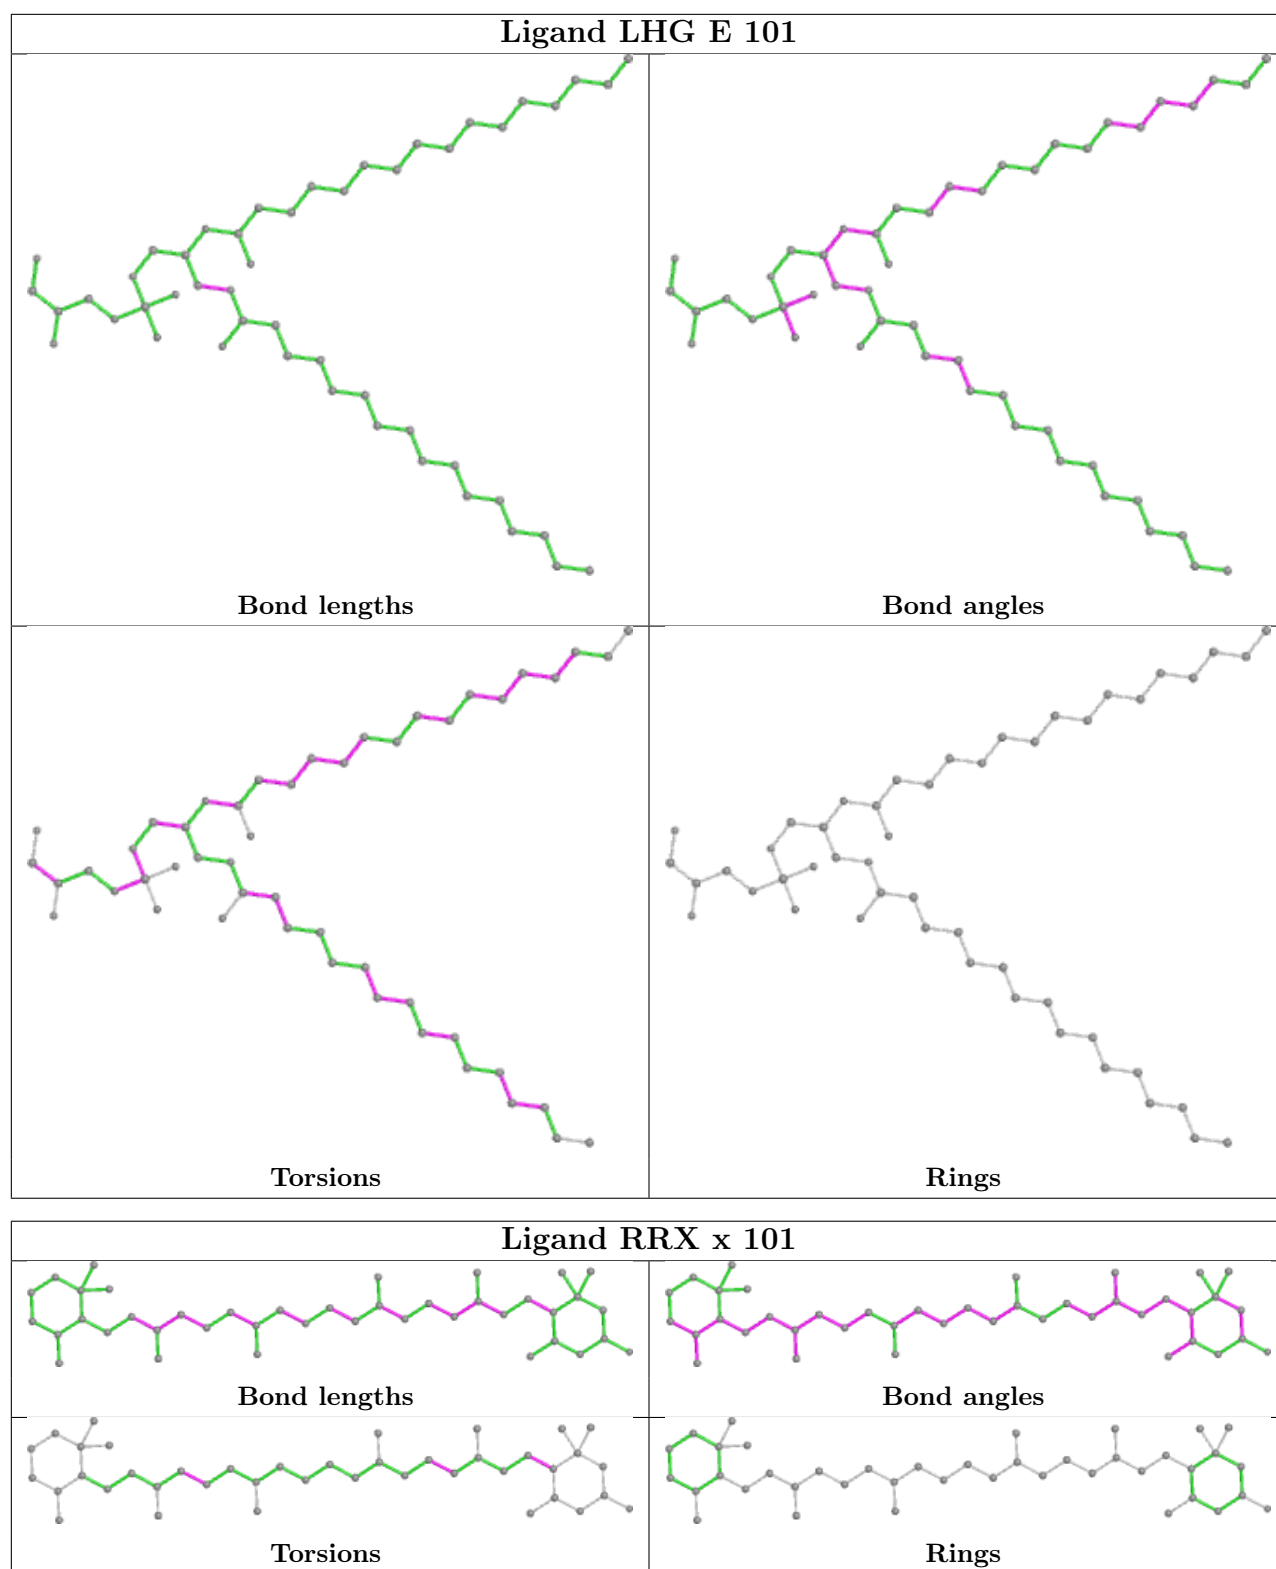 Ligand LHG E 101
Bond lengths
Bond angles
Torsions
Rings
Ligand RRX x 101
Bond lengths
Bond angles
Torsions
Rings